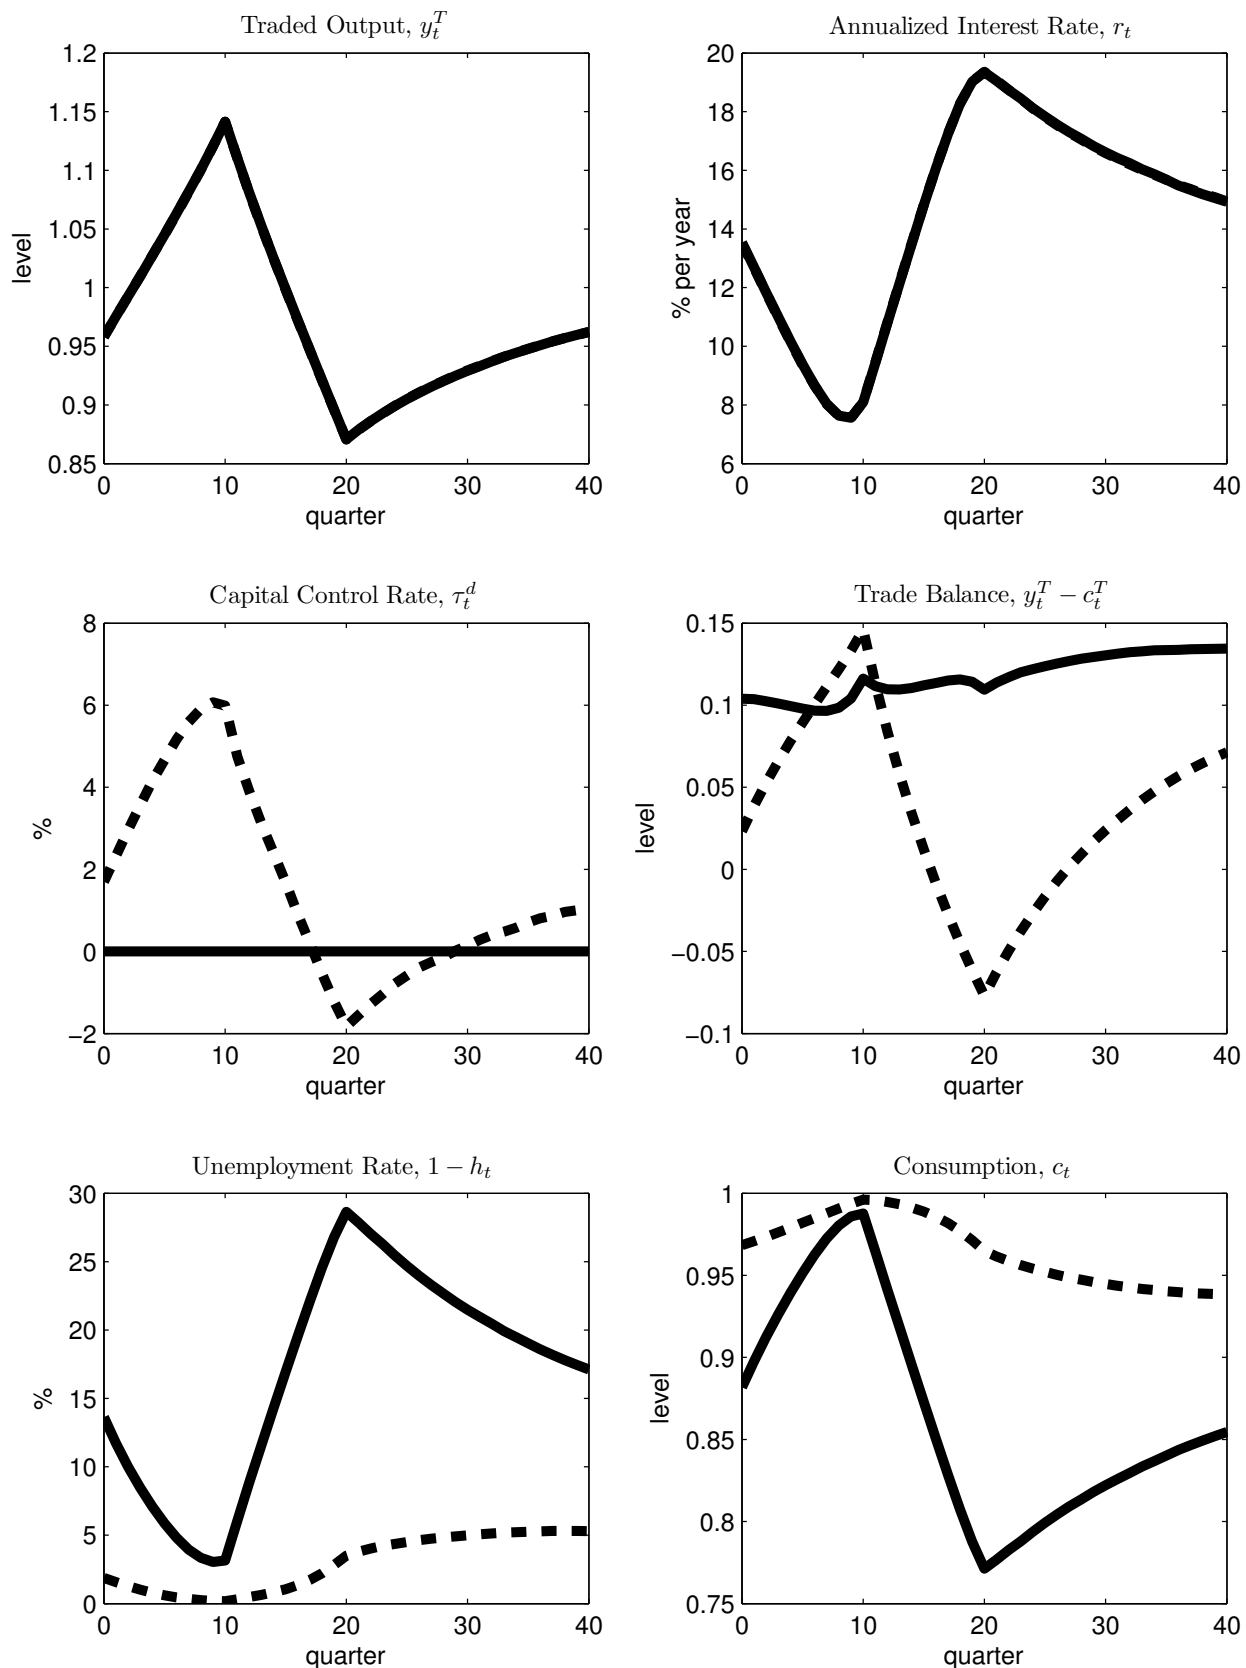 Traded Output, y_t^T
1.2
1.15
1.1
1.05
1
0.95
0.9
0.85
level
0 10 20 30 40
quarter
Annualized Interest Rate, r_t
20
18
16
14
12
10
8
6
% per year
0 10 20 30 40
quarter
Capital Control Rate, τ_t^d
8
6
4
2
0
−2
%
0 10 20 30 40
quarter
Trade Balance, y_t^T − c_t^T
0.15
0.1
0.05
0
−0.05
−0.1
level
0 10 20 30 40
quarter
Unemployment Rate, 1 − h_t
30
25
20
15
10
5
0
%
0 10 20 30 40
quarter
Consumption, c_t
1
0.95
0.9
0.85
0.8
0.75
level
0 10 20 30 40
quarter